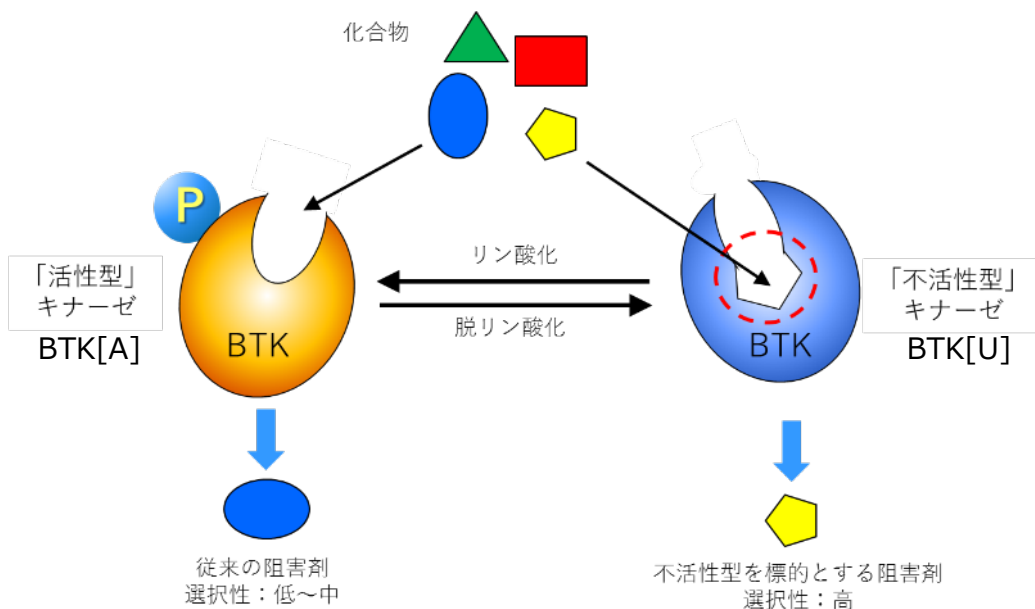 化合物
P
「活性型」
キナーゼ
BTK[A]
BTK
リン酸化
脱リン酸化
BTK
「不活性型」
キナーゼ
BTK[U]
従来の阻害剤
選択性：低～中
不活性型を標的とする阻害剤
選択性：高